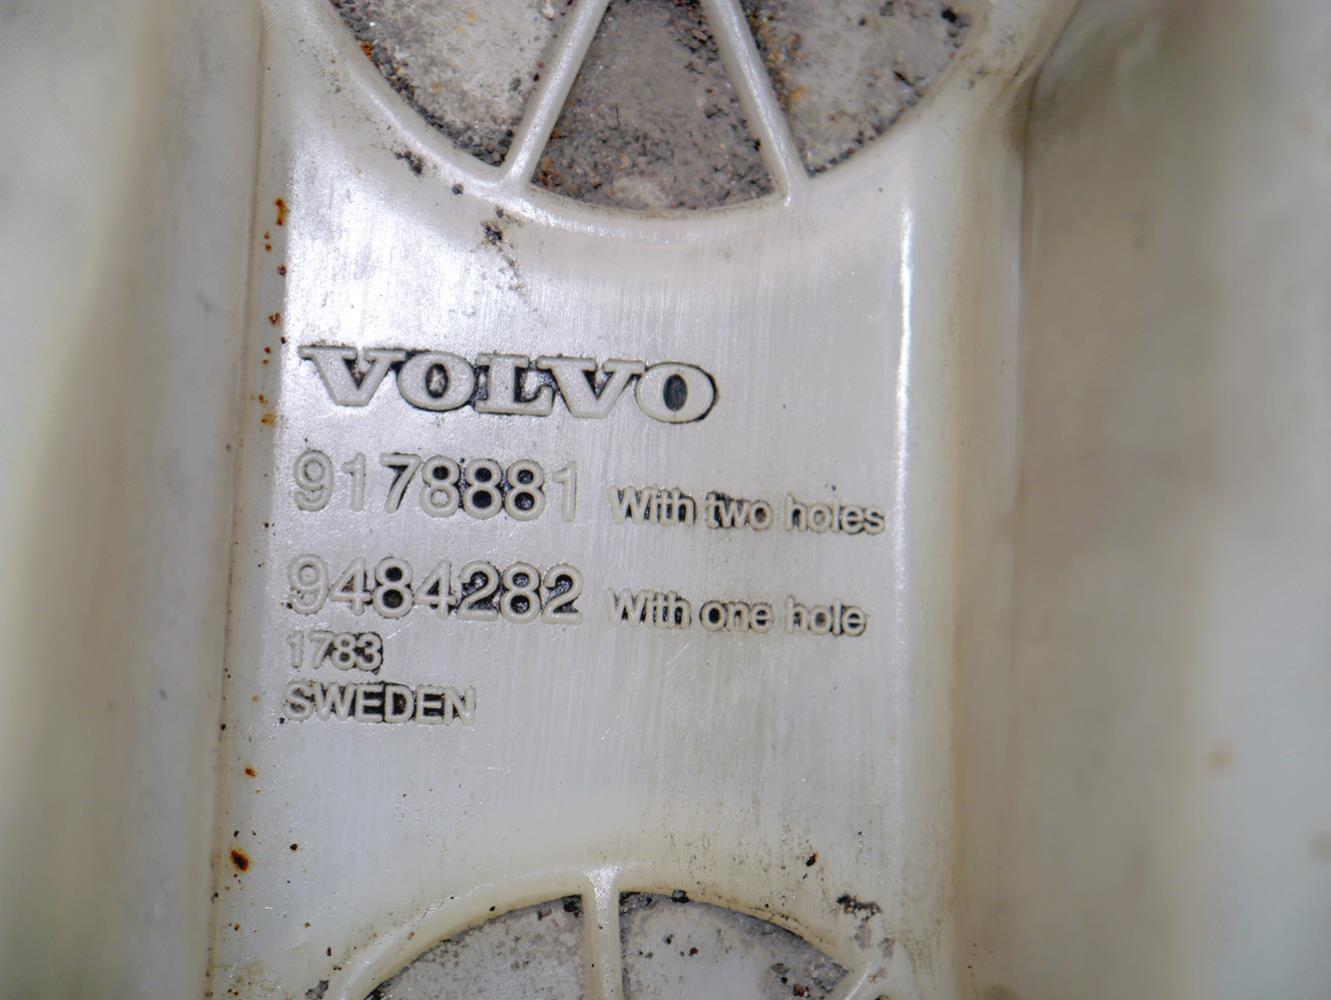 VOLVO
9178881 With two holes
9484282 With one hole
1783
SWEDEN